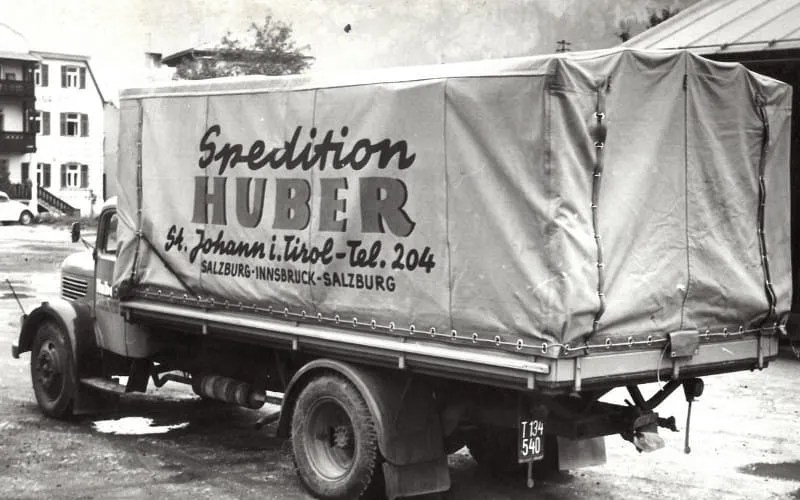 Spedition
HUBER
St. Johann i. Tirol - Tel. 204
SALZBURG-INNSBRUCK-SALZBURG
T 134
540